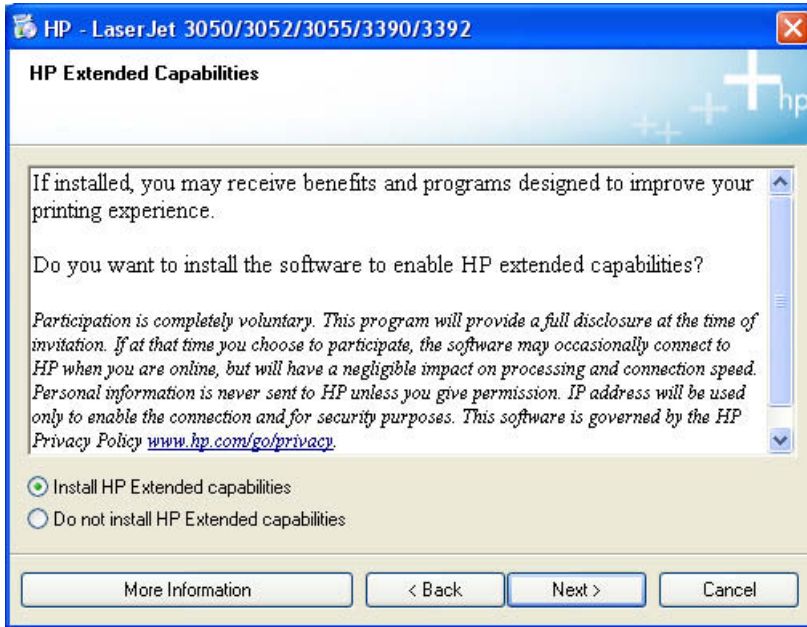 HP - LaserJet 3050/3052/3055/3390/3392
HP Extended Capabilities
hp
If installed, you may receive benefits and programs designed to improve your
printing experience.
Do you want to install the software to enable HP extended capabilities?
Participation is completely voluntary. This program will provide a full disclosure at the time of
invitation. If at that time you choose to participate, the software may occasionally connect to
HP when you are online, but will have a negligible impact on processing and connection speed.
Personal information is never sent to HP unless you give permission. IP address will be used
only to enable the connection and for security purposes. This software is governed by the HP
Privacy Policy www.hp.com/go/privacy.
Install HP Extended capabilities
Do not install HP Extended capabilities
More Information
< Back
Next >
Cancel